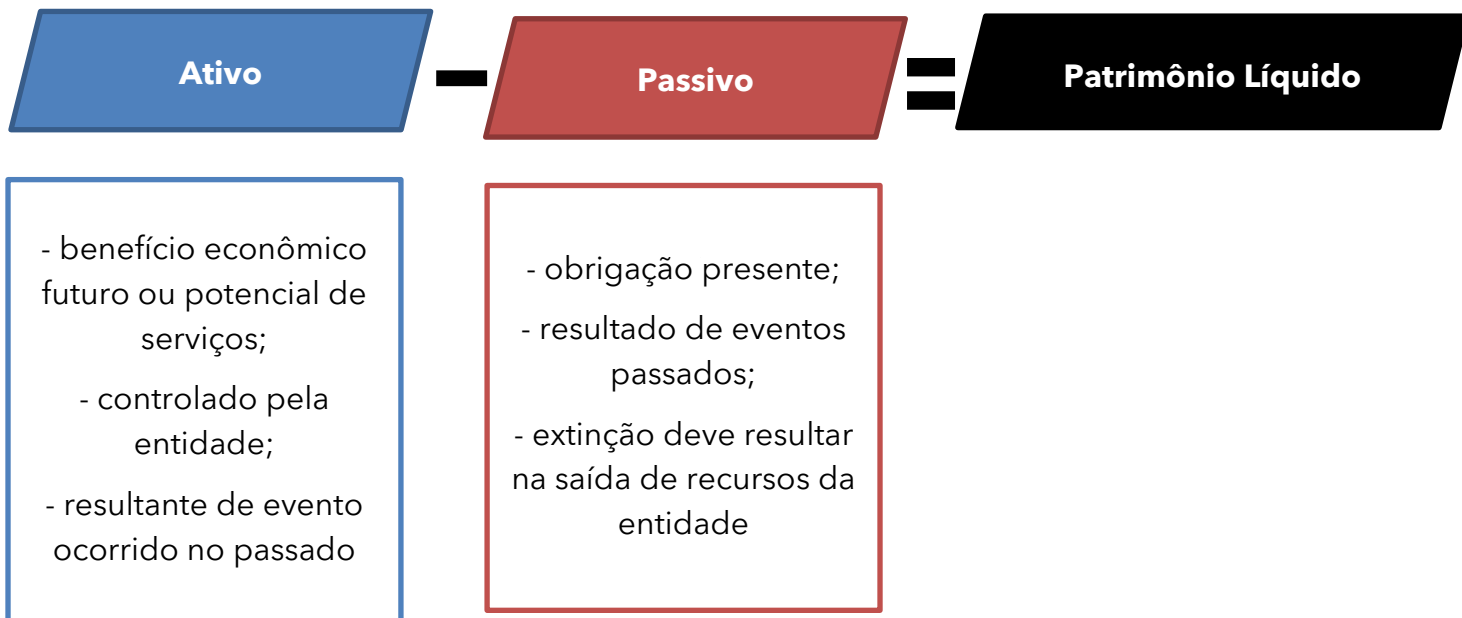 Ativo
Passivo
Patrimônio Líquido
- benefício econômico
futuro ou potencial de
serviços;
- controlado pela
entidade;
- resultante de evento
ocorrido no passado
- obrigação presente;
- resultado de eventos
passados;
- extinção deve resultar
na saída de recursos da
entidade